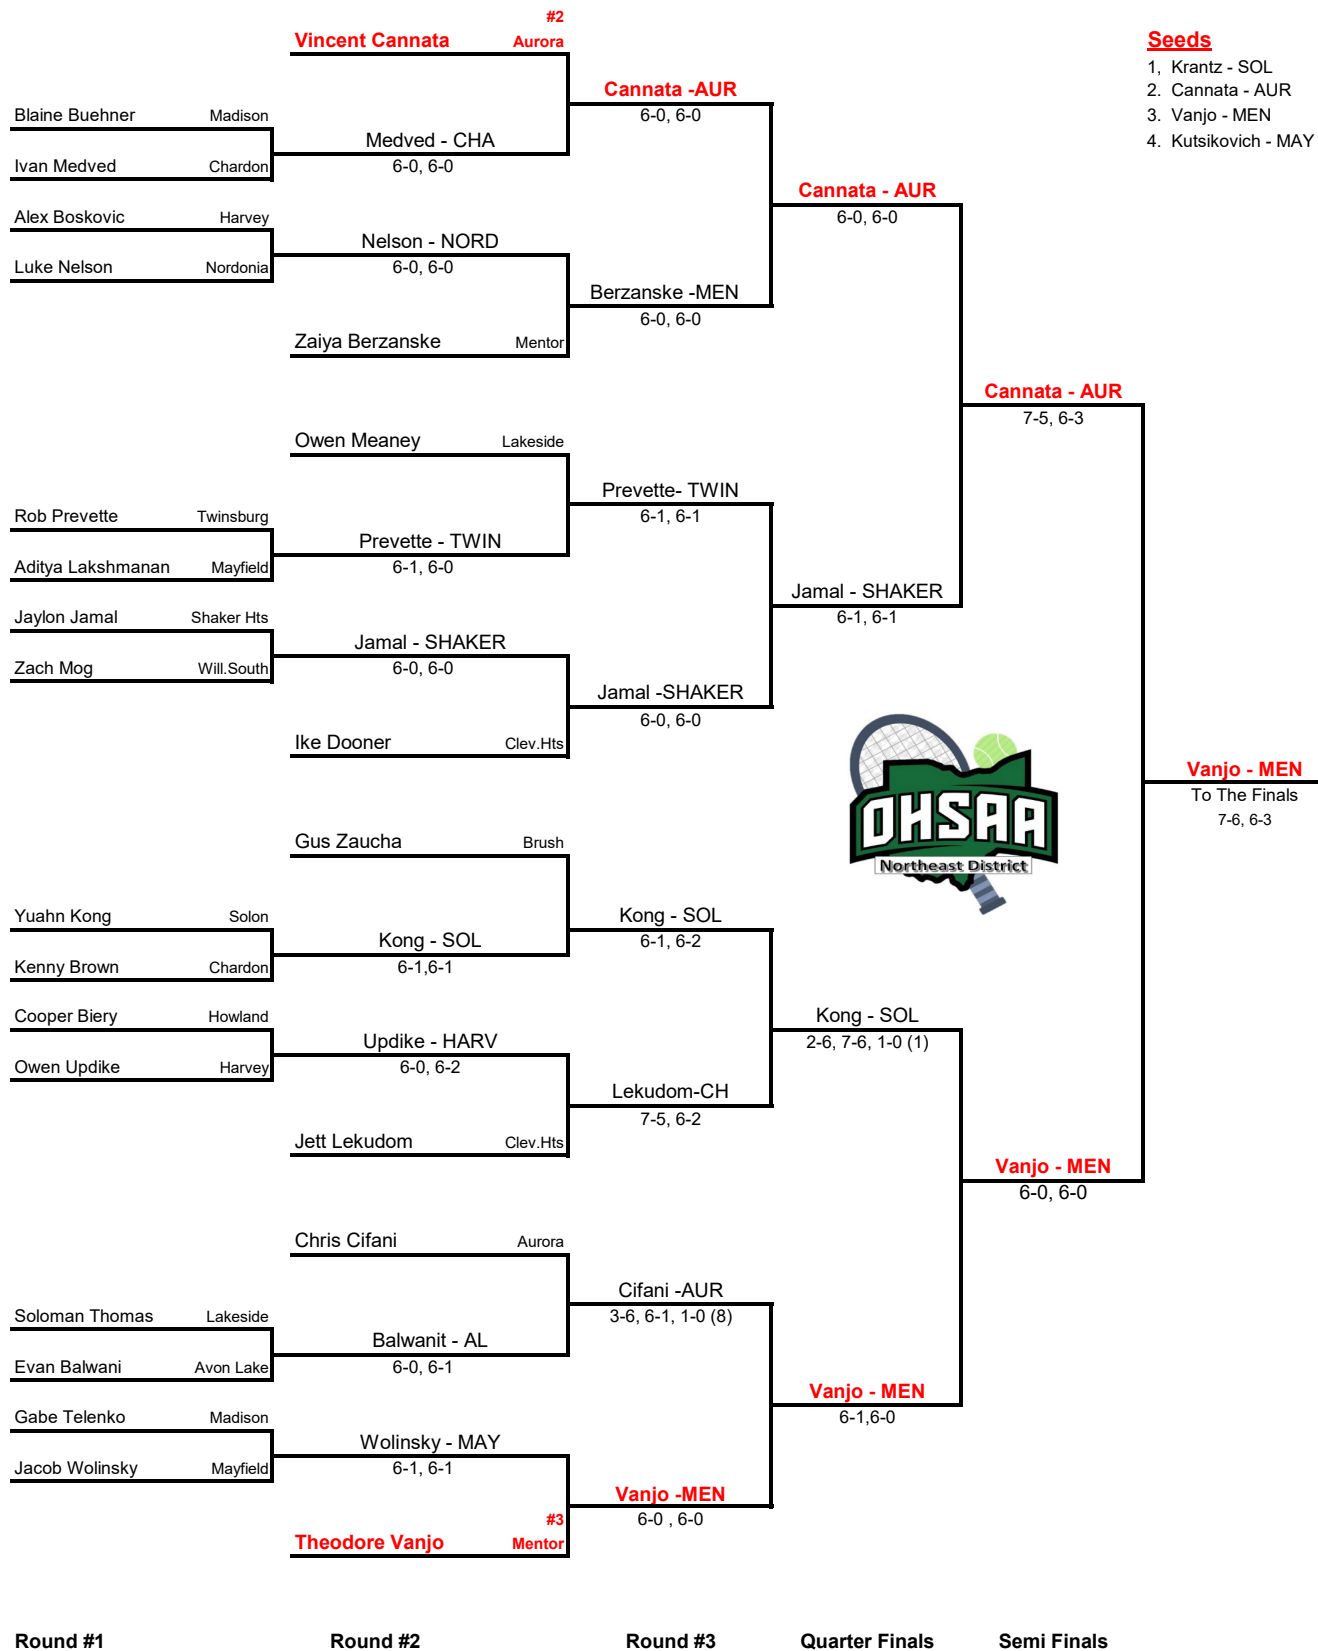 #2
Vincent Cannata Aurora
Seeds
1, Krantz - SOL
Cannata -AUR
2. Cannata - AUR
Blaine Buehner Madison
6-0, 6-0
3. Vanjo - MEN
Medved - CHA
4. Kutsikovich - MAY
Ivan Medved Chardon
6-0, 6-0
Cannata - AUR
Alex Boskovic Harvey
6-0, 6-0
Nelson - NORD
Luke Nelson Nordonia
6-0, 6-0
Berzanske -MEN
6-0, 6-0
Zaiya Berzanske Mentor
Cannata - AUR
7-5, 6-3
Owen Meaney Lakeside
Prevette- TWIN
Rob Prevette Twinsburg
6-1, 6-1
Prevette - TWIN
Aditya Lakshmanan Mayfield
6-1, 6-0
Jamal - SHAKER
Jaylon Jamal Shaker Hts
6-1, 6-1
Jamal - SHAKER
Zach Mog Will.South
6-0, 6-0
Jamal -SHAKER
6-0, 6-0
Ike Dooner Clev.Hts
Vanjo - MEN
To The Finals
7-6, 6-3
OHSAA
Northeast District
Gus Zaucha Brush
Yuahn Kong Solon
Kong - SOL
6-1, 6-2
Kong - SOL
Kenny Brown Chardon
6-1,6-1
Cooper Biery Howland
Kong - SOL
2-6, 7-6, 1-0 (1)
Updike - HARV
Owen Updike Harvey
6-0, 6-2
Lekudom-CH
7-5, 6-2
Jett Lekudom Clev.Hts
Vanjo - MEN
6-0, 6-0
Chris Cifani Aurora
Cifani -AUR
Soloman Thomas Lakeside
3-6, 6-1, 1-0 (8)
Balwanit - AL
Evan Balwani Avon Lake
6-0, 6-1
Vanjo - MEN
Gabe Telenko Madison
6-1,6-0
Wolinsky - MAY
Jacob Wolinsky Mayfield
6-1, 6-1
Vanjo -MEN
#3
6-0 , 6-0
Theodore Vanjo Mentor
Round #1 Round #2 Round #3 Quarter Finals Semi Finals